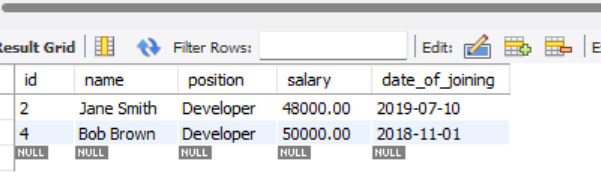 Result Grid Filter Rows: Edit: E
id name position salary date_of_joining
2 Jane Smith Developer 48000.00 2019-07-10
4 Bob Brown Developer 50000.00 2018-11-01
NULL NULL NULL NULL NULL